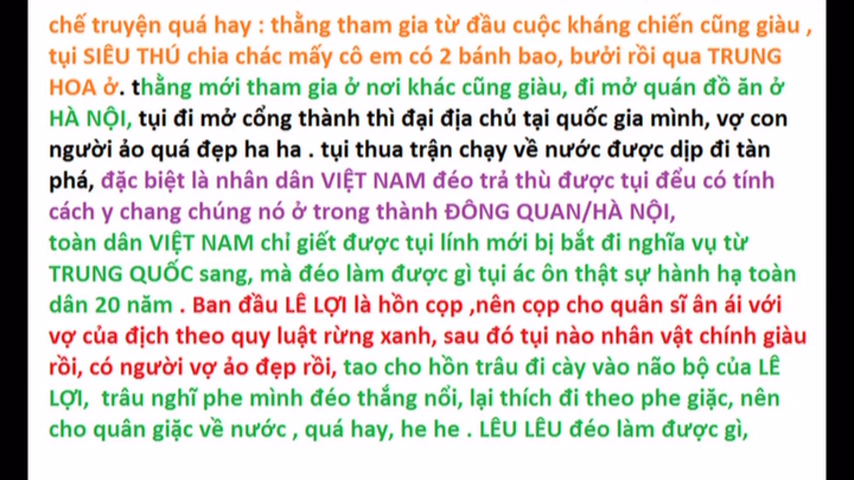 chế truyện quá hay : thằng tham gia từ đầu cuộc kháng chiến cũng giàu ,
tụi SIÊU THÚ chia chác mấy cô em có 2 bánh bao, bưởi rồi qua TRUNG
HOA ở. thằng mới tham gia ở nơi khác cũng giàu, đi mở quán đồ ăn ở
HÀ NỘI, tụi đi mở cổng thành thì đại địa chủ tại quốc gia mình, vợ con
người ảo quá đẹp ha ha . tụi thua trận chạy về nước được dịp đi tàn
phá, đặc biệt là nhân dân VIỆT NAM đéo trả thù được tụi đểu có tính
cách y chang chúng nó ở trong thành ĐÔNG QUAN/HÀ NỘI,
toàn dân VIỆT NAM chỉ giết được tụi lính mới bị bắt đi nghĩa vụ từ
TRUNG QUỐC sang, mà đéo làm được gì tụi ác ôn thật sự hành hạ toàn
dân 20 năm . Ban đầu LÊ LỢI là hồn cọp ,nên cọp cho quân sĩ ân ái với
vợ của địch theo quy luật rừng xanh, sau đó tụi nào nhân vật chính giàu
rồi, có người vợ ảo đẹp rồi, tao cho hồn trâu đi cày vào não bộ của LÊ
LỢI, trâu nghĩ phe mình đéo thắng nổi, lại thích đi theo phe giặc, nên
cho quân giặc về nước , quá hay, he he . LÊU LÊU đéo làm được gì,